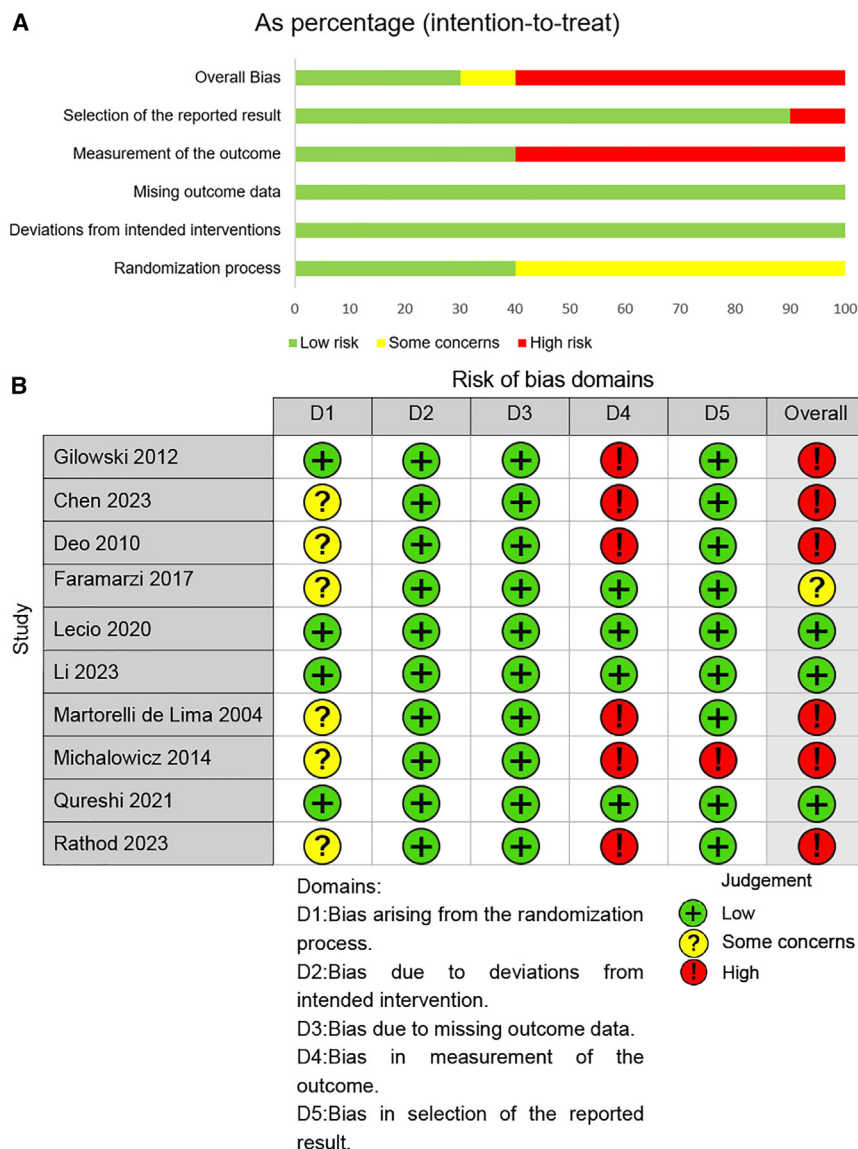 A
As percentage (intention-to-treat)
Overall Bias
Selection of the reported result
Measurement of the outcome
Mising outcome data
Deviations from intended interventions
Randomization process
0 10 20 30 40 50 60 70 80 90 100
Low risk Some concerns High risk
B
Risk of bias domains
D1 D2 D3 D4 D5 Overall
Study
Gilowski 2012 + + + ! + !
Chen 2023 ? + + ! + !
Deo 2010 ? + + ! + !
Faramarzi 2017 ? + + + + ?
Lecio 2020 + + + + + +
Li 2023 + + + + + +
Martorelli de Lima 2004 ? + + ! + !
Michalowicz 2014 ? + + ! ! !
Qureshi 2021 + + + + + +
Rathod 2023 ? + + ! + !
Domains:
D1:Bias arising from the randomization
process.
D2:Bias due to deviations from
intended intervention.
D3:Bias due to missing outcome data.
D4:Bias in measurement of the
outcome.
D5:Bias in selection of the reported
result.
Judgement
+ Low
? Some concerns
! High